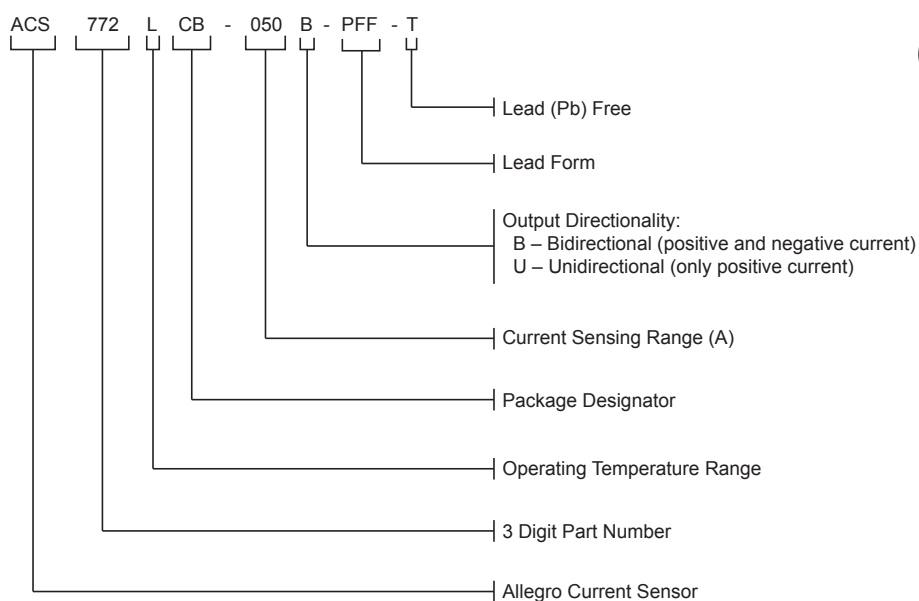 ACS 772 L CB - 050 B - PFF - T
Lead (Pb) Free
Lead Form
Output Directionality:
B – Bidirectional (positive and negative current)
U – Unidirectional (only positive current)
Current Sensing Range (A)
Package Designator
Operating Temperature Range
3 Digit Part Number
Allegro Current Sensor